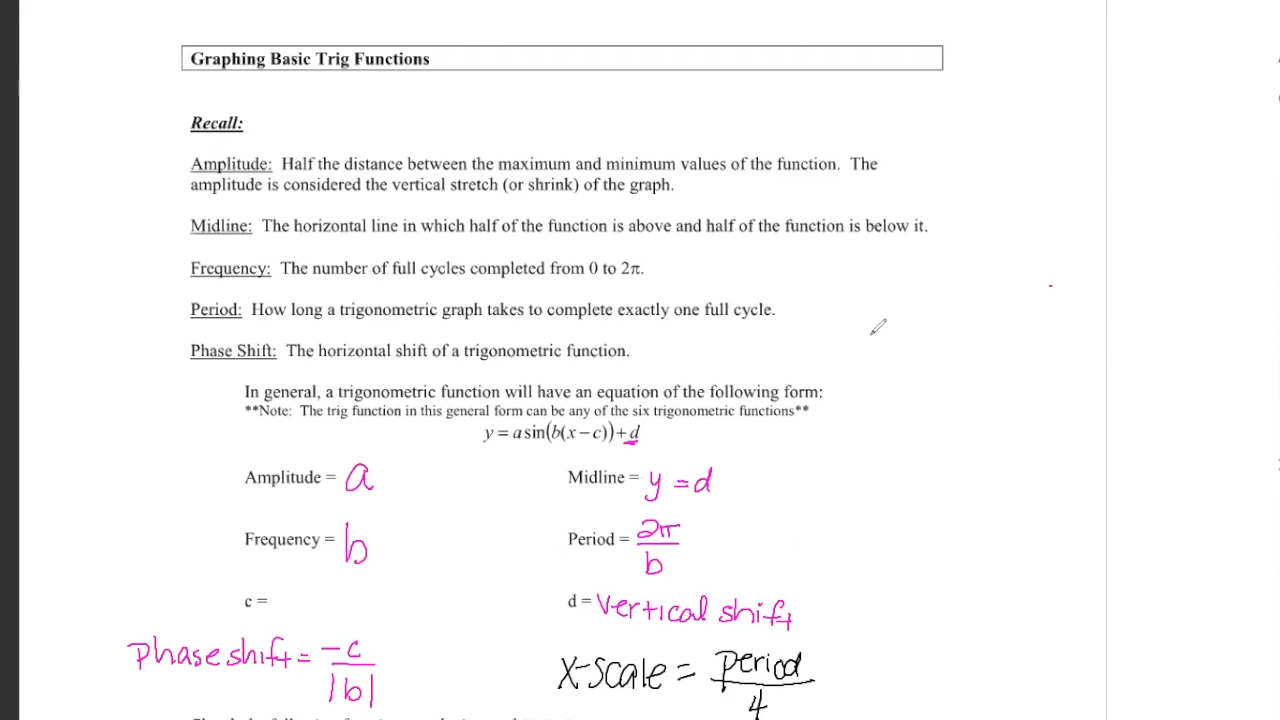 Graphing Basic Trig Functions
Recall:
Amplitude: Half the distance between the maximum and minimum values of the function. The
amplitude is considered the vertical stretch (or shrink) of the graph.
Midline: The horizontal line in which half of the function is above and half of the function is below it.
Frequency: The number of full cycles completed from 0 to 2π.
Period: How long a trigonometric graph takes to complete exactly one full cycle.
Phase Shift: The horizontal shift of a trigonometric function.
In general, a trigonometric function will have an equation of the following form:
**Note: The trig function in this general form can be any of the six trigonometric functions**
y = a sin(b(x − c)) + d
Amplitude = a
Midline = y = d
Frequency = b
Period = 2π/b
c =
d = Vertical shift
Phase shift = -c/|b|
X-scale = period/4